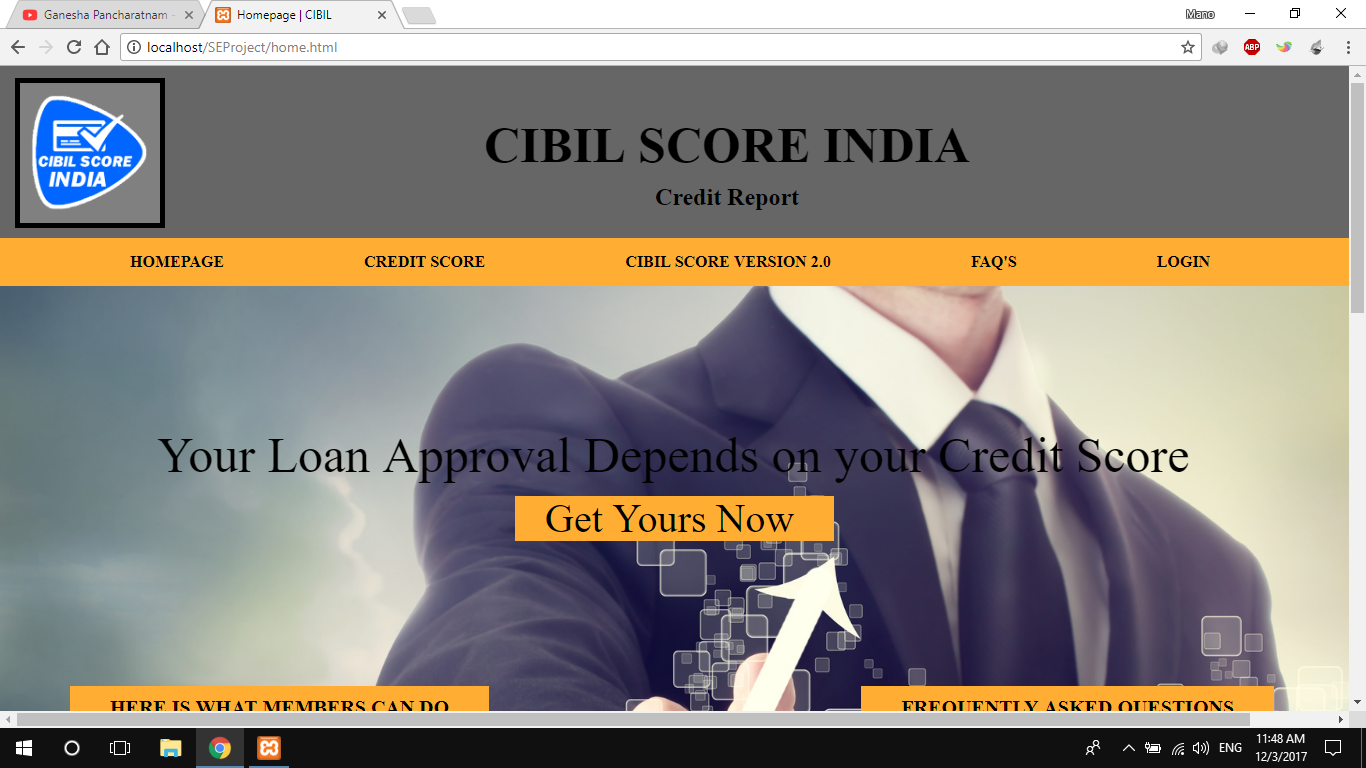 Ganesha Pancharatnam -
Homepage | CIBIL
Mano
localhost/SEProject/home.html
ABP
CIBIL SCORE
INDIA
CIBIL SCORE INDIA
Credit Report
HOMEPAGE CREDIT SCORE CIBIL SCORE VERSION 2.0 FAQ'S LOGIN
Your Loan Approval Depends on your Credit Score
Get Yours Now
HERE IS WHAT MEMBERS CAN DO
FREQUENTLY ASKED QUESTIONS
ENG
11:48 AM
12/3/2017